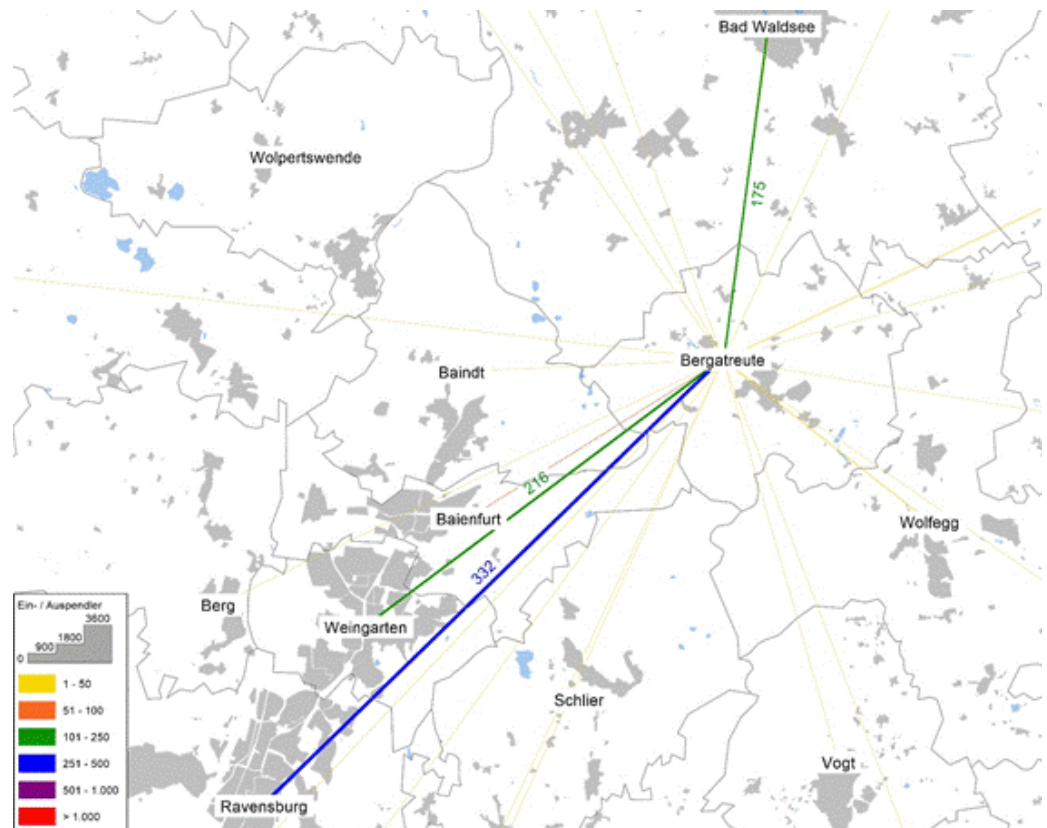 Bad Waldsee
Wolpertswende
175
Bergatreute
Baindt
216
Baienfurt
Wolfegg
332
Berg
Weingarten
Schlier
Vogt
Ravensburg
Ein- / Auspendler
3600
1800
900
0
1 - 50
51 - 100
101 - 250
251 - 500
501 - 1.000
> 1.000